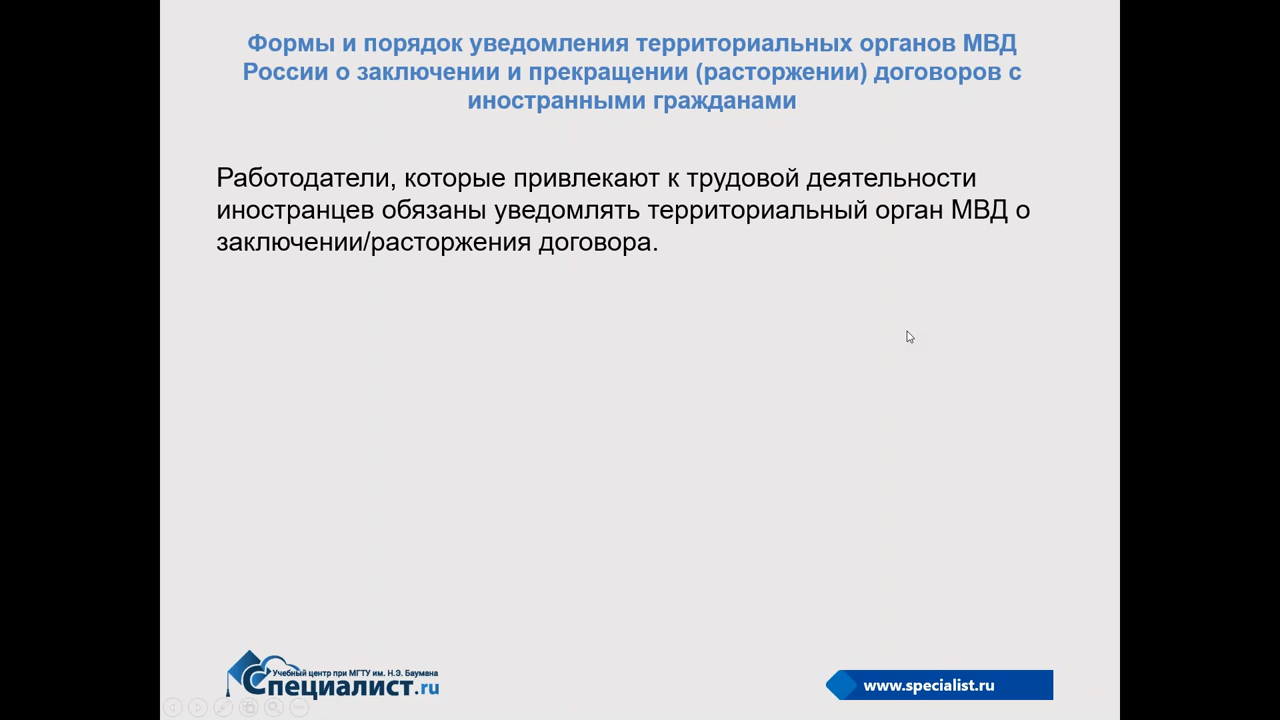 Формы и порядок уведомления территориальных органов МВД
России о заключении и прекращении (расторжении) договоров с
иностранными гражданами
Работодатели, которые привлекают к трудовой деятельности
иностранцев обязаны уведомлять территориальный орган МВД о
заключении/расторжения договора.
Учебный центр при МГТУ им. Н.Э. Баумана
Специалист.ru
www.specialist.ru